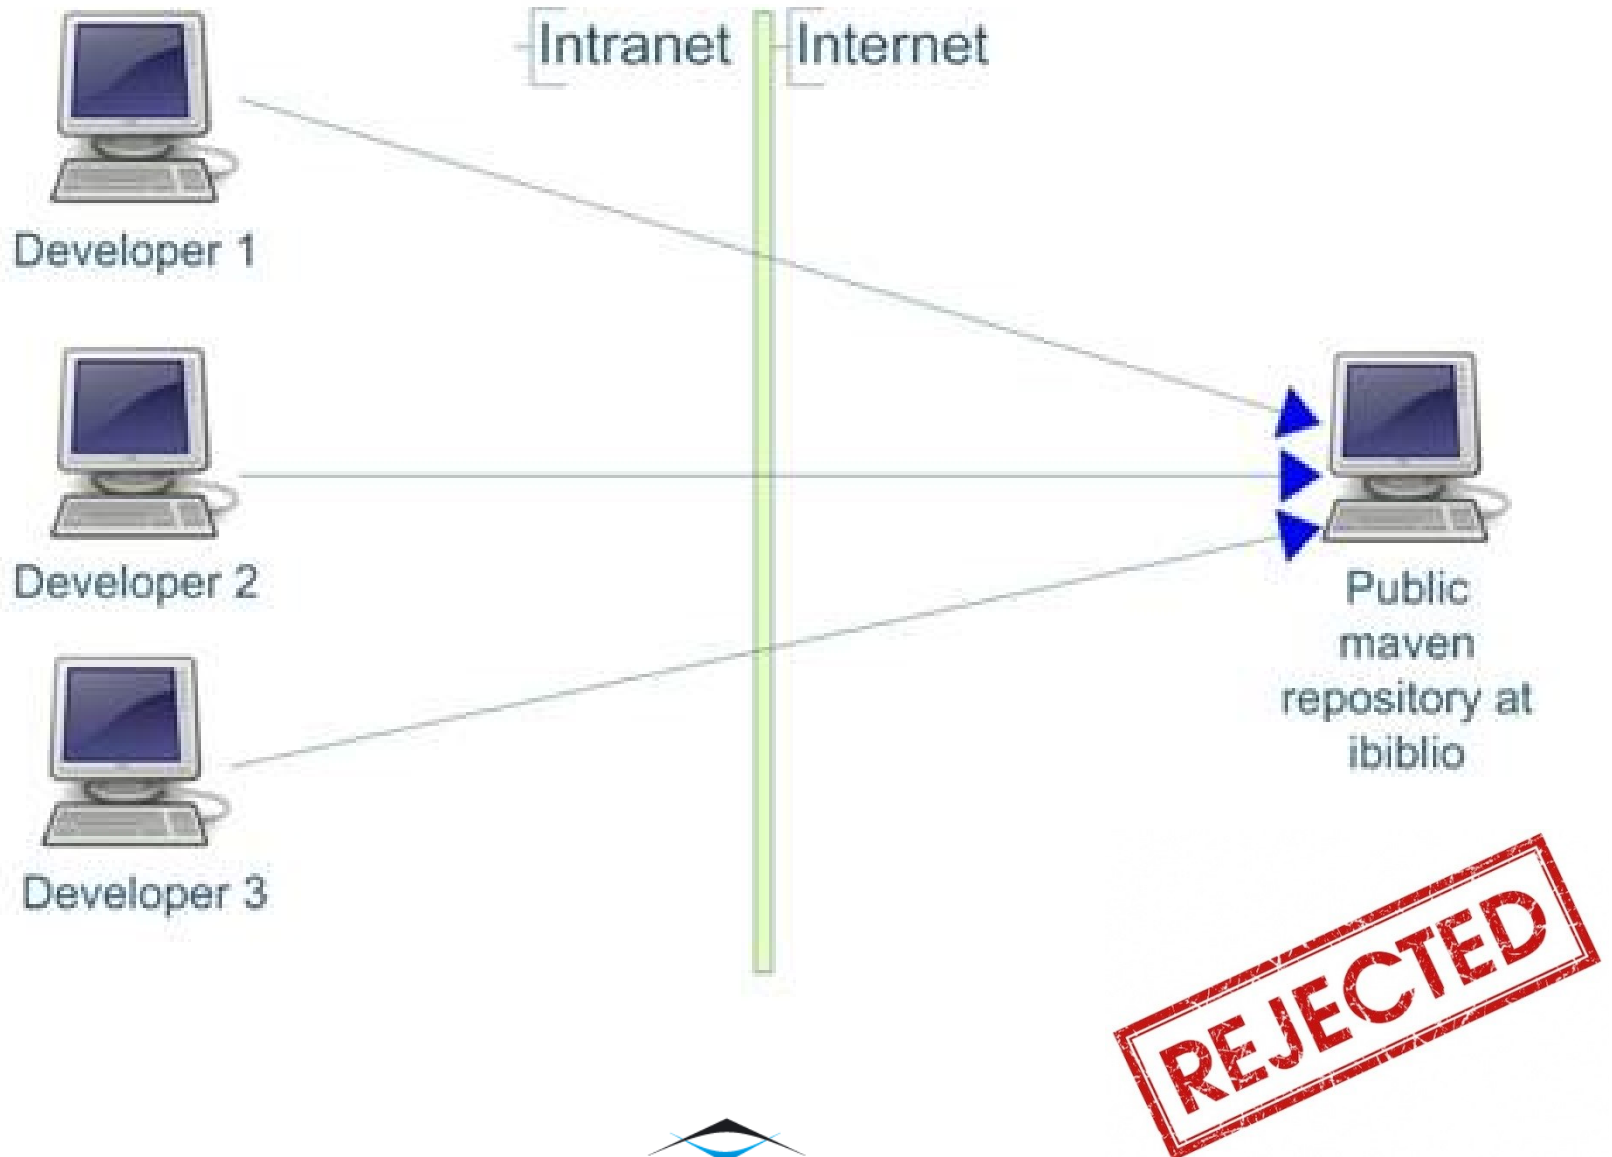 Intranet
Internet
Developer 1
Developer 2
Public
maven
repository at
ibiblio
Developer 3
REJECTED